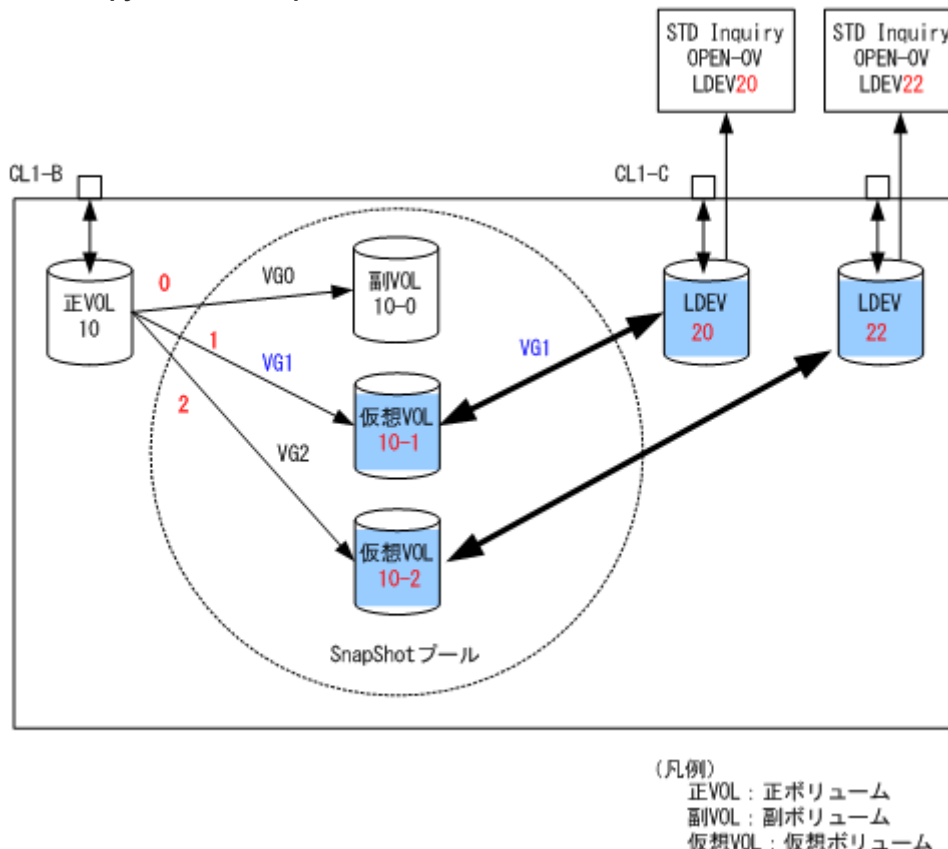 STD Inquiry
OPEN-0V
LDEV20
STD Inquiry
OPEN-0V
LDEV22
CL1-B
CL1-C
正VOL
10
0
VG0
副VOL
10-0
1
VG1
仮想VOL
10-1
2
VG2
仮想VOL
10-2
VG1
LDEV
20
LDEV
22
SnapShotプール
(凡例)
正VOL:正ボリューム
副VOL:副ボリューム
仮想VOL:仮想ボリューム